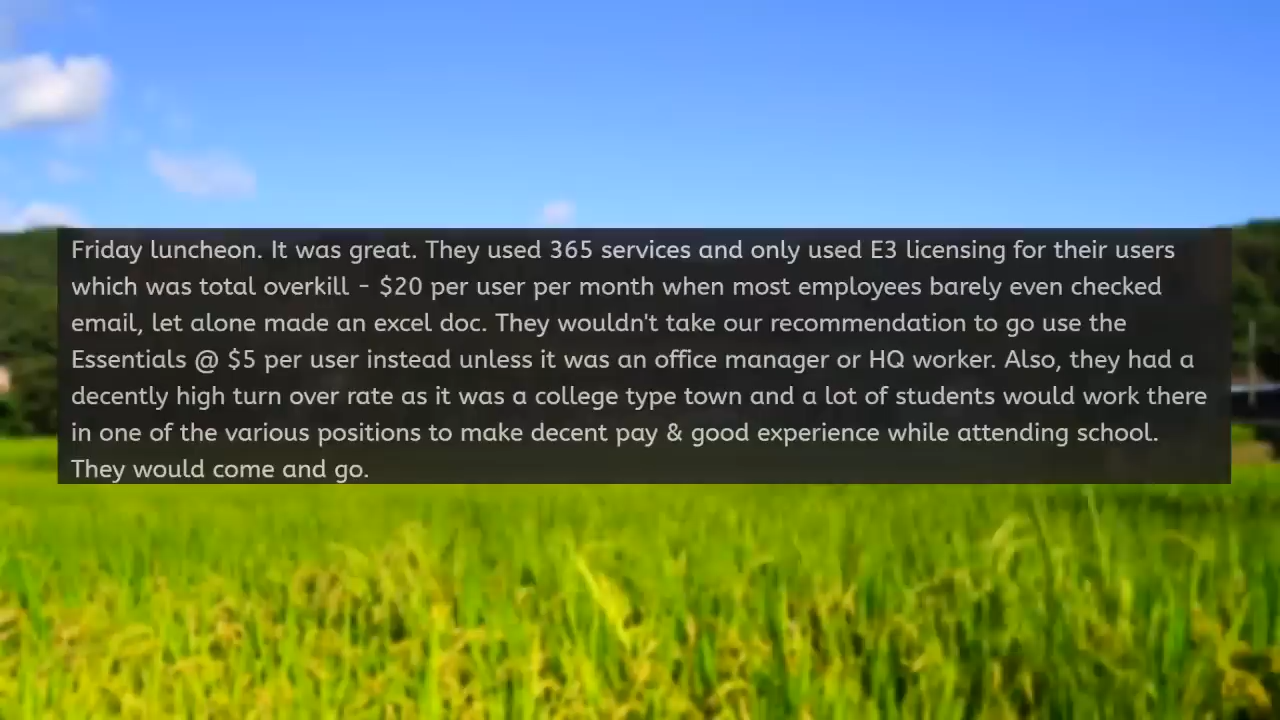 Friday luncheon. It was great. They used 365 services and only used E3 licensing for their users
which was total overkill - $20 per user per month when most employees barely even checked
email, let alone made an excel doc. They wouldn't take our recommendation to go use the
Essentials @ $5 per user instead unless it was an office manager or HQ worker. Also, they had a
decently high turn over rate as it was a college type town and a lot of students would work there
in one of the various positions to make decent pay & good experience while attending school.
They would come and go.